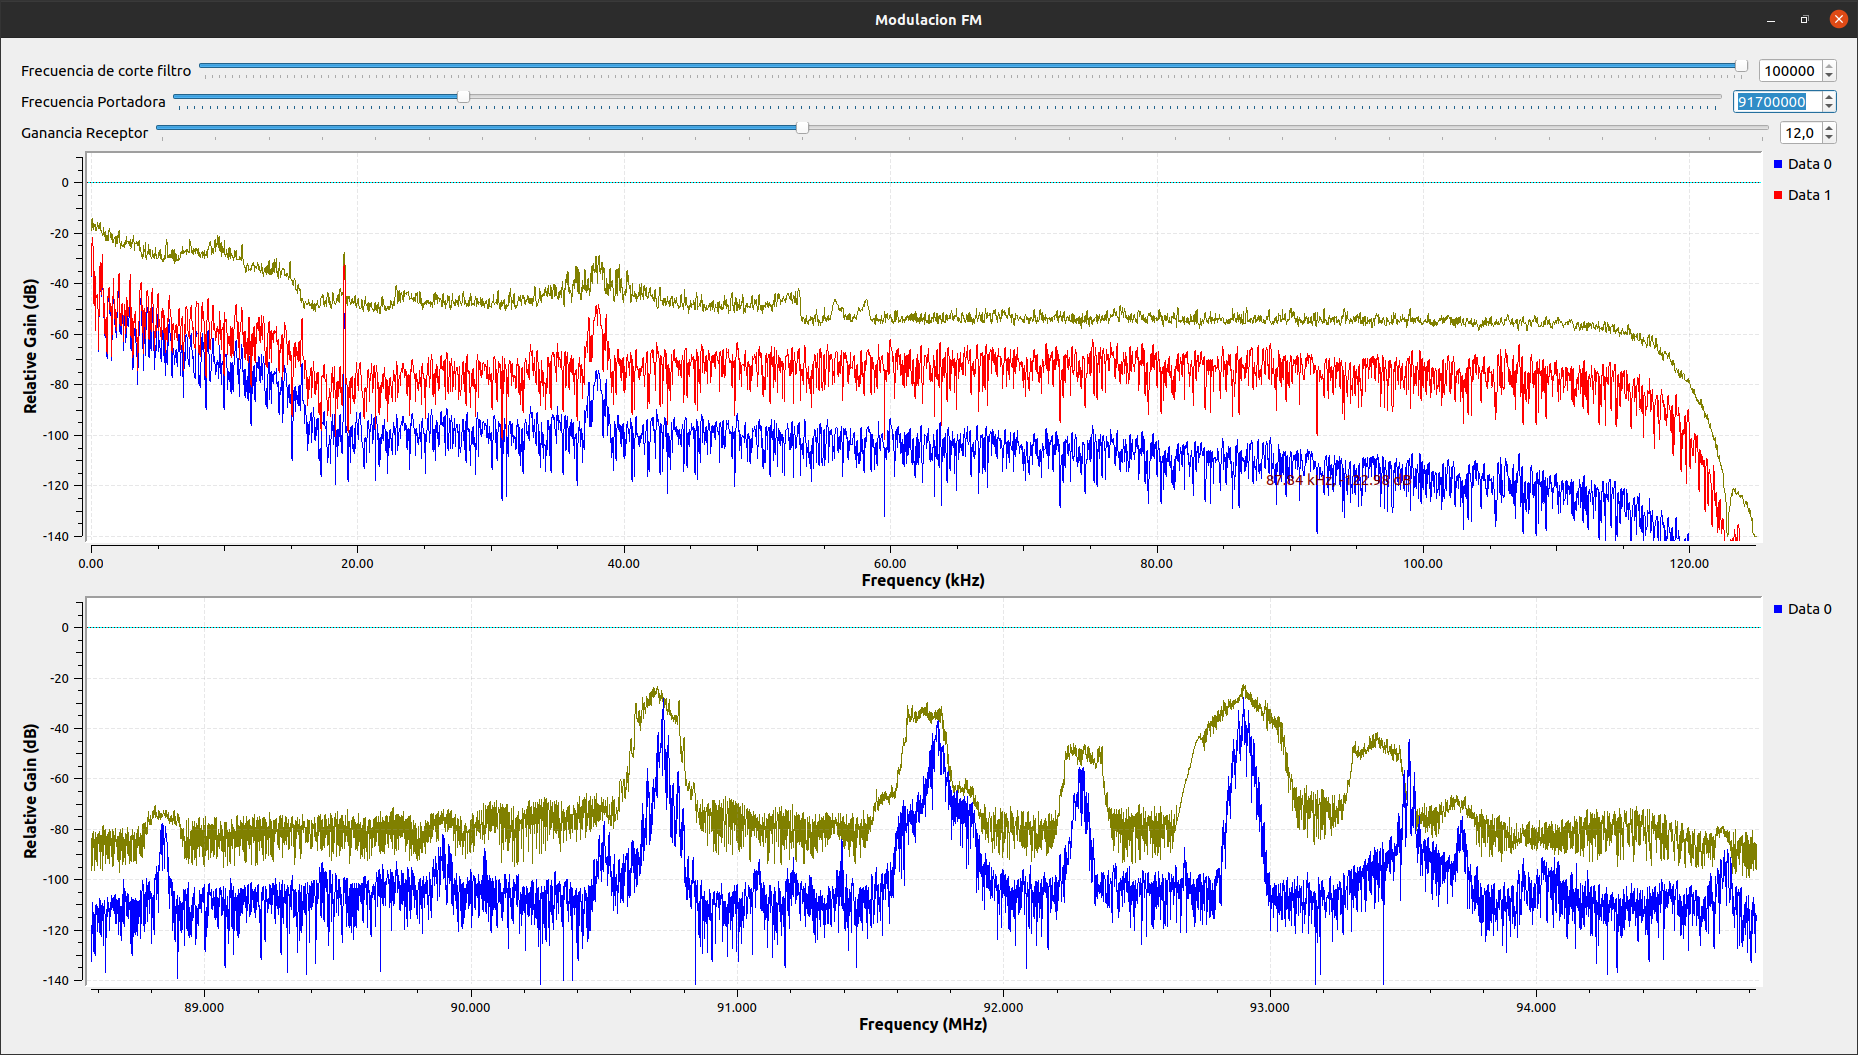 Modulacion FM
Frecuencia de corte filtro 100000
Frecuencia Portadora 91700000
Ganancia Receptor 12,0
Data 0
Data 1
Relative Gain (dB)
0
-20
-40
-60
-80
-100
-120
-140
0.00 20.00 40.00 60.00 80.00 100.00 120.00
Frequency (kHz)
Data 0
Relative Gain (dB)
0
-20
-40
-60
-80
-100
-120
-140
89.000 90.000 91.000 92.000 93.000 94.000
Frequency (MHz)